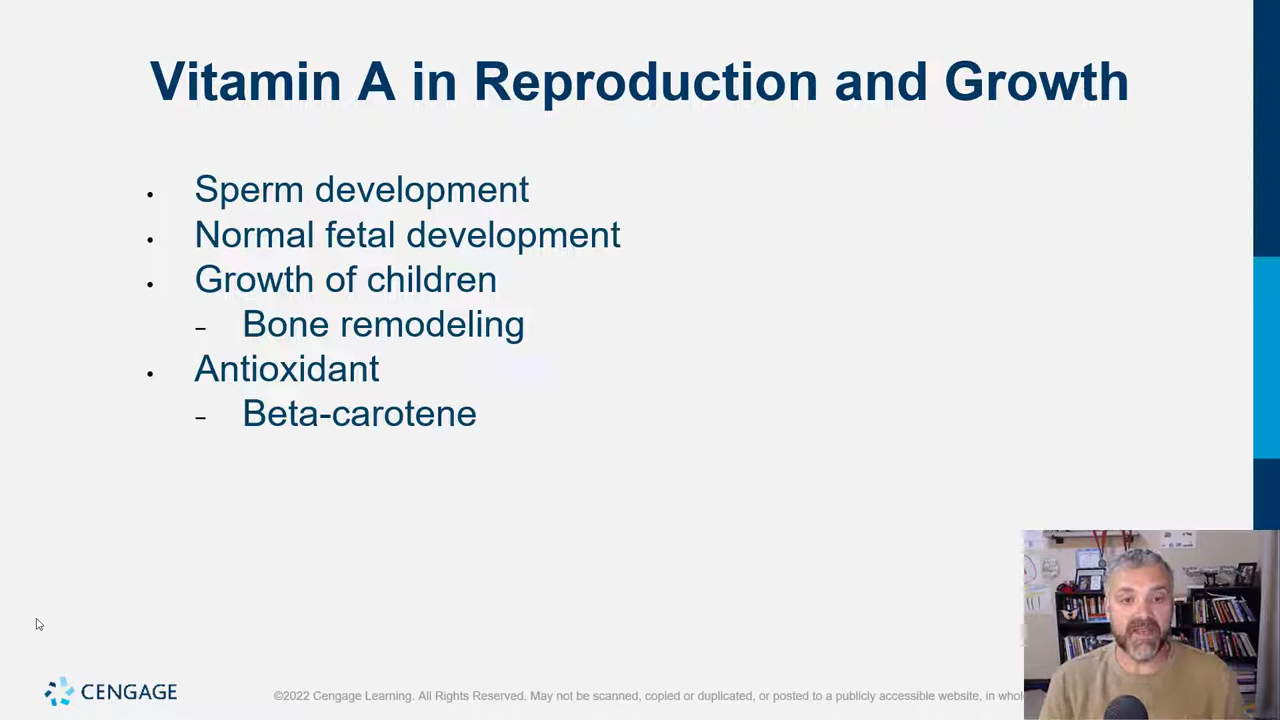 Vitamin A in Reproduction and Growth
• Sperm development
• Normal fetal development
• Growth of children
– Bone remodeling
• Antioxidant
– Beta-carotene
CENGAGE
©2022 Cengage Learning. All Rights Reserved. May not be scanned, copied or duplicated, or posted to a publicly accessible website, in